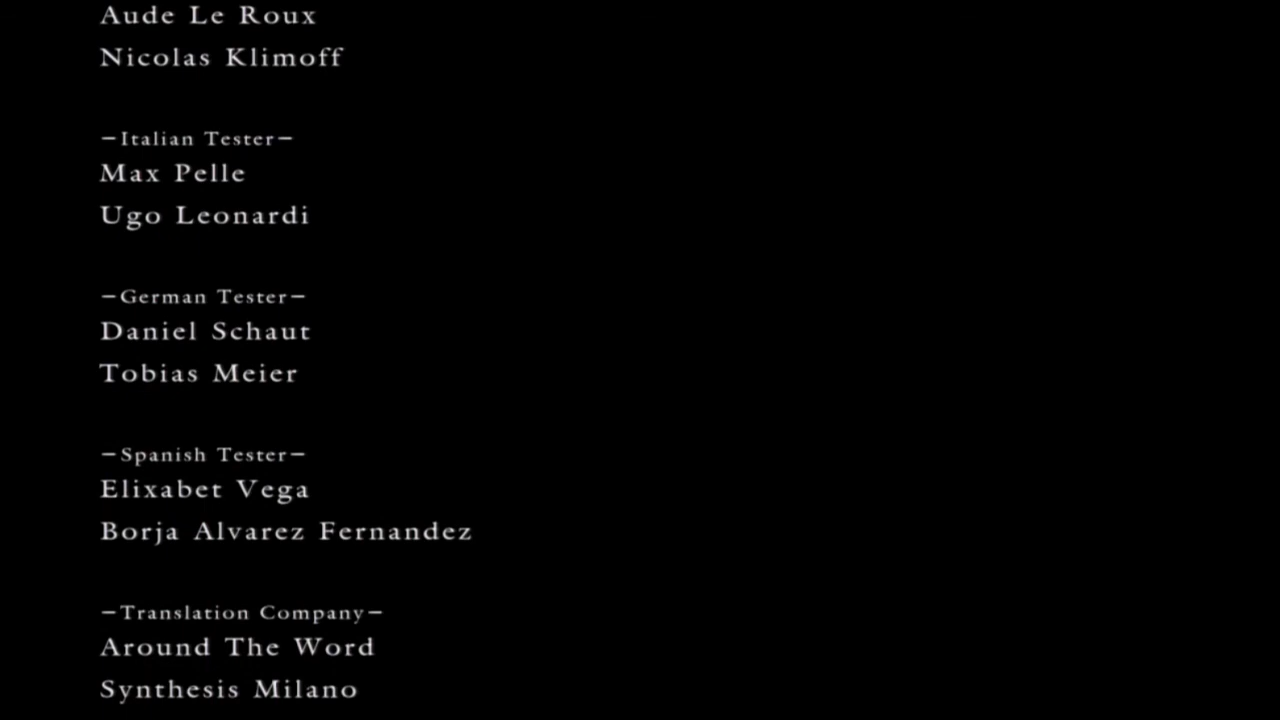 Aude Le Roux
Nicolas Klimoff
—Italian Tester—
Max Pelle
Ugo Leonardi
—German Tester—
Daniel Schaut
Tobias Meier
—Spanish Tester—
Elixabet Vega
Borja Alvarez Fernandez
—Translation Company—
Around The Word
Synthesis Milano